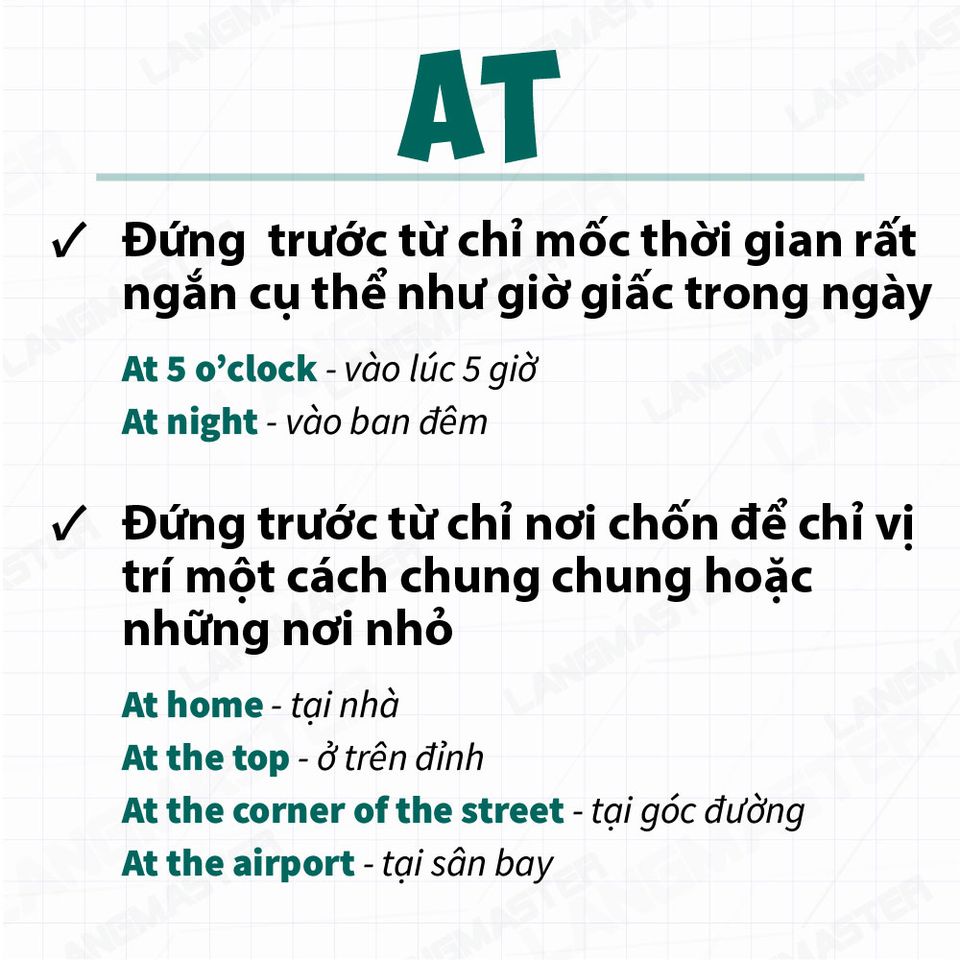 AT
✓ Đứng trước từ chỉ mốc thời gian rất
ngắn cụ thể như giờ giấc trong ngày
At 5 o’clock - vào lúc 5 giờ
At night - vào ban đêm
✓ Đứng trước từ chỉ nơi chốn để chỉ vị
trí một cách chung chung hoặc
những nơi nhỏ
At home - tại nhà
At the top - ở trên đỉnh
At the corner of the street - tại góc đường
At the airport - tại sân bay
LANGMASTER